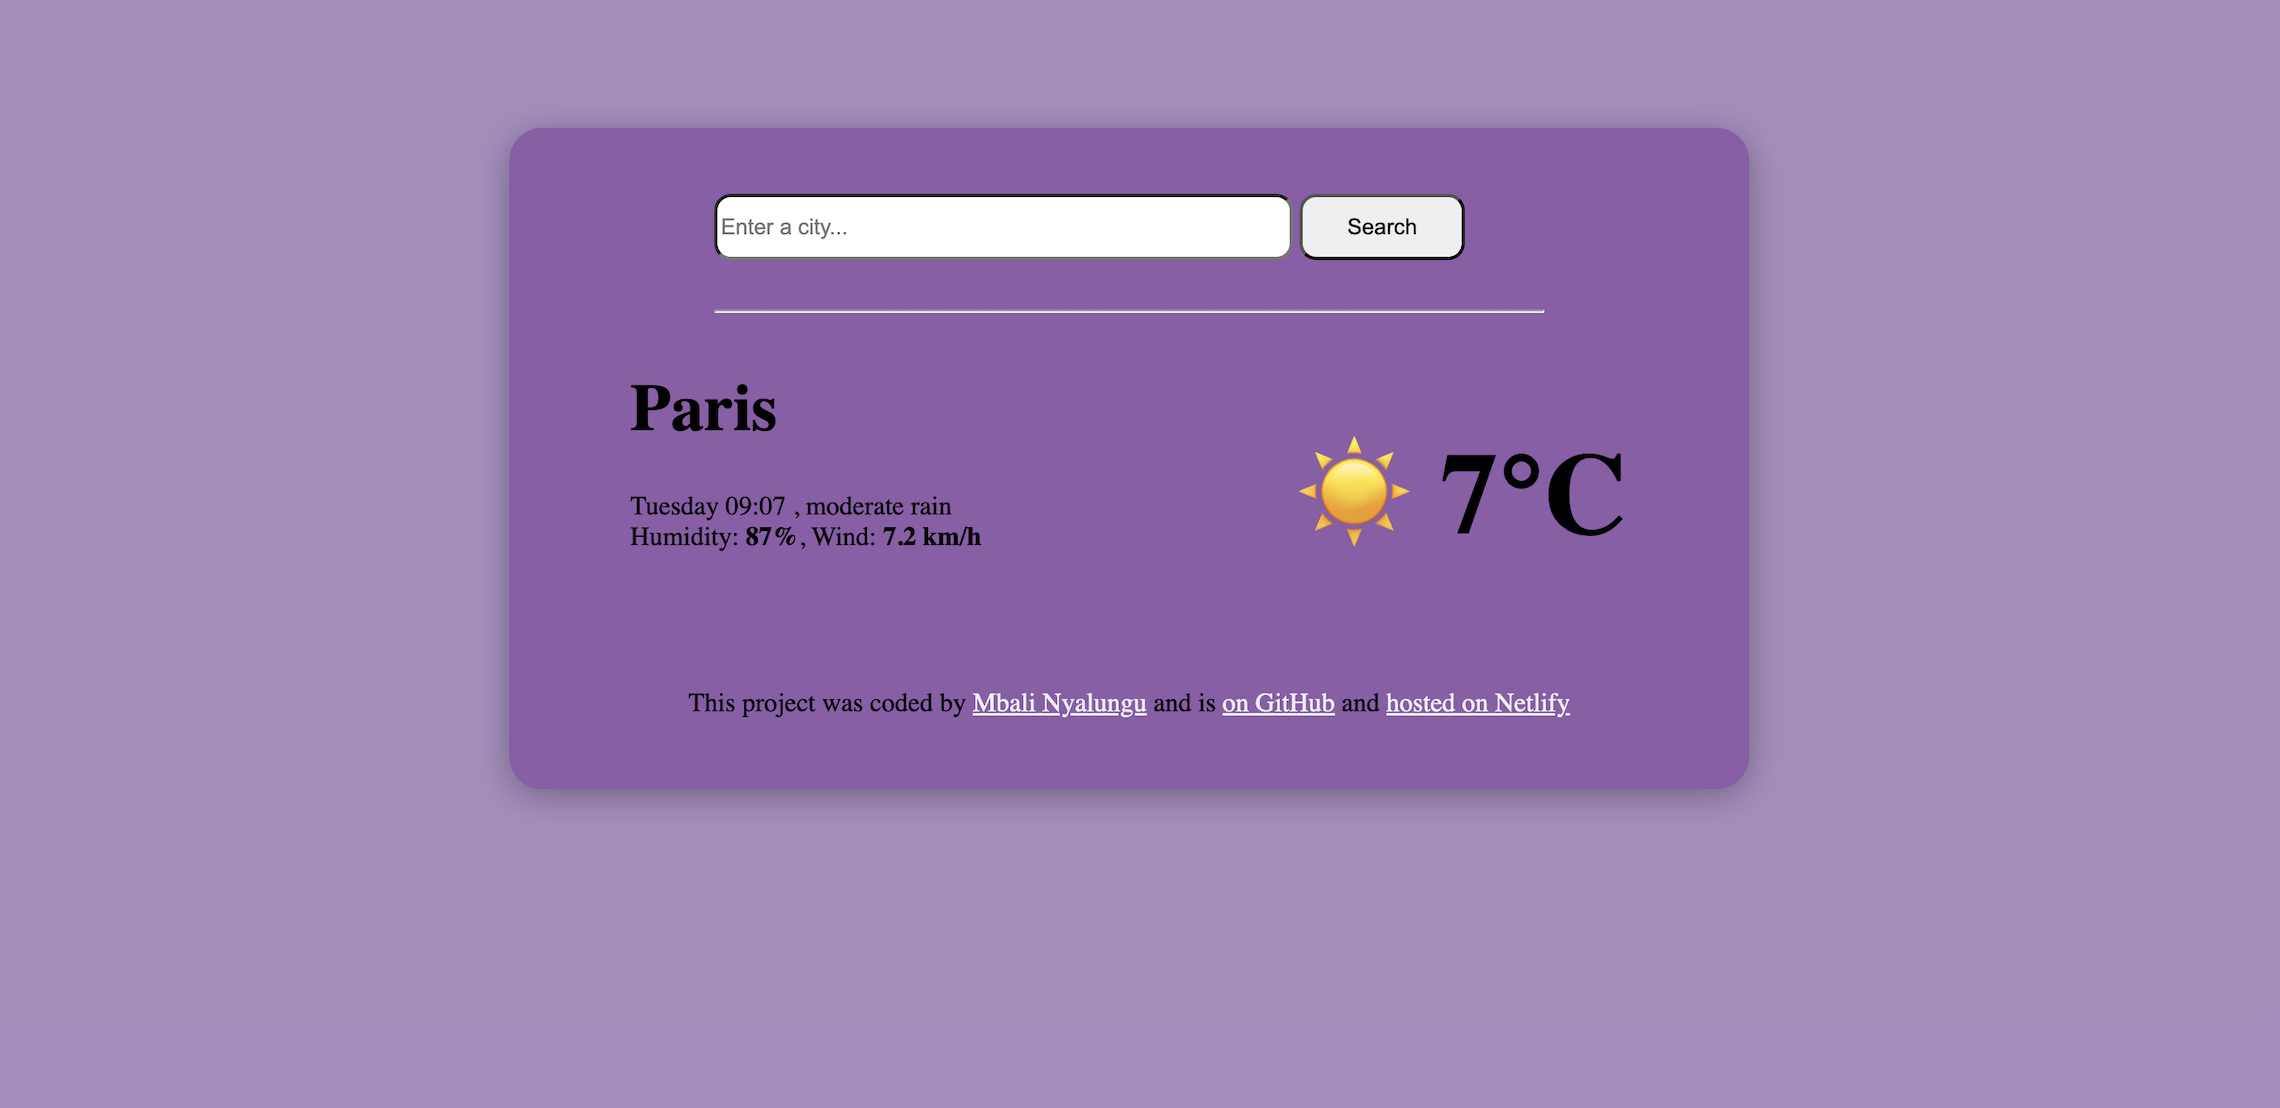 Enter a city...
Search
Paris
Tuesday 09:07 , moderate rain
Humidity: 87%, Wind: 7.2 km/h
7°C
This project was coded by Mbali Nyalungu and is on GitHub and hosted on Netlify